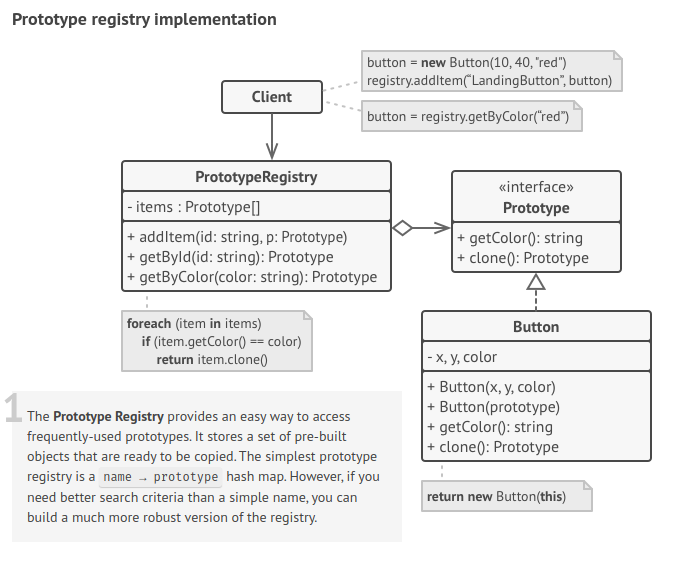 Prototype registry implementation
button = new Button(10, 40, "red")
registry.addItem(“LandingButton”, button)
Client
button = registry.getByColor(“red”)
PrototypeRegistry
- items : Prototype[]
+ addItem(id: string, p: Prototype)
+ getById(id: string): Prototype
+ getByColor(color: string): Prototype
«interface»
Prototype
+ getColor(): string
+ clone(): Prototype
foreach (item in items)
if (item.getColor() == color)
return item.clone()
Button
- x, y, color
+ Button(x, y, color)
+ Button(prototype)
+ getColor(): string
+ clone(): Prototype
return new Button(this)
1
The Prototype Registry provides an easy way to access
frequently-used prototypes. It stores a set of pre-built
objects that are ready to be copied. The simplest prototype
registry is a name → prototype hash map. However, if you
need better search criteria than a simple name, you can
build a much more robust version of the registry.